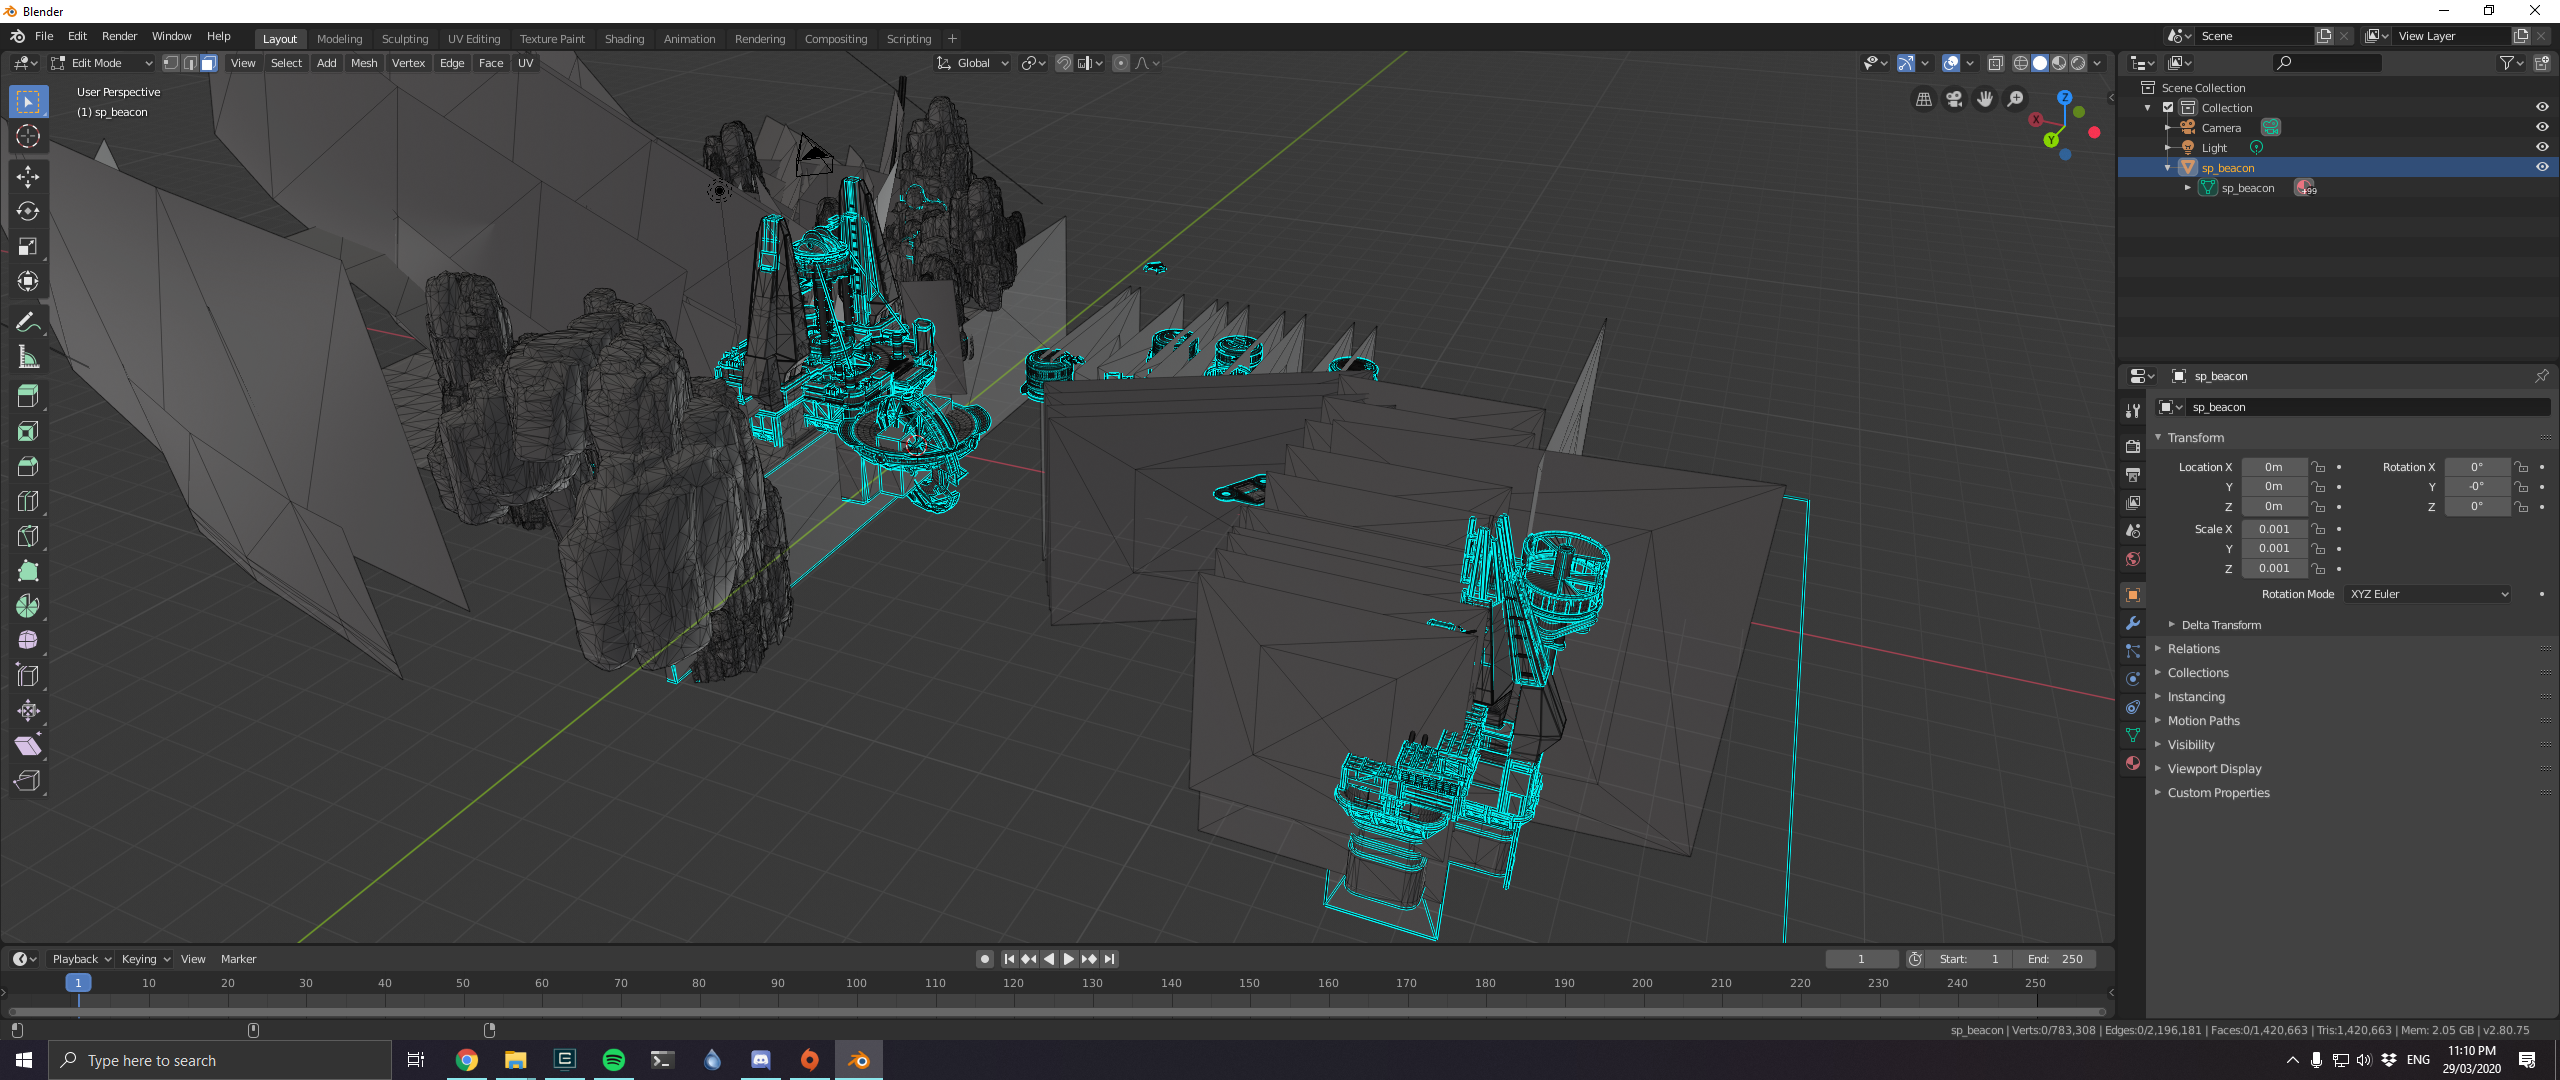 Blender
File Edit Render Window Help Layout Modeling Sculpting UV Editing Texture Paint Shading Animation Rendering Compositing Scripting +
Scene View Layer
Edit Mode View Select Add Mesh Vertex Edge Face UV Global
User Perspective
(1) sp_beacon
Z
X
Y
Scene Collection
Collection
Camera
Light
sp_beacon
sp_beacon +99
sp_beacon
sp_beacon
Transform
Location X 0m Rotation X 0°
Y 0m Y -0°
Z 0m Z 0°
Scale X 0.001
Y 0.001
Z 0.001
Rotation Mode XYZ Euler
Delta Transform
Relations
Collections
Instancing
Motion Paths
Visibility
Viewport Display
Custom Properties
Playback Keying View Marker 1 Start: 1 End: 250
1 10 20 30 40 50 60 70 80 90 100 110 120 130 140 150 160 170 180 190 200 210 220 230 240 250
sp_beacon | Verts:0/783,308 | Edges:0/2,196,181 | Faces:0/1,420,663 | Tris:1,420,663 | Mem: 2.05 GB | v2.80.75
Type here to search
ENG
11:10 PM
29/03/2020